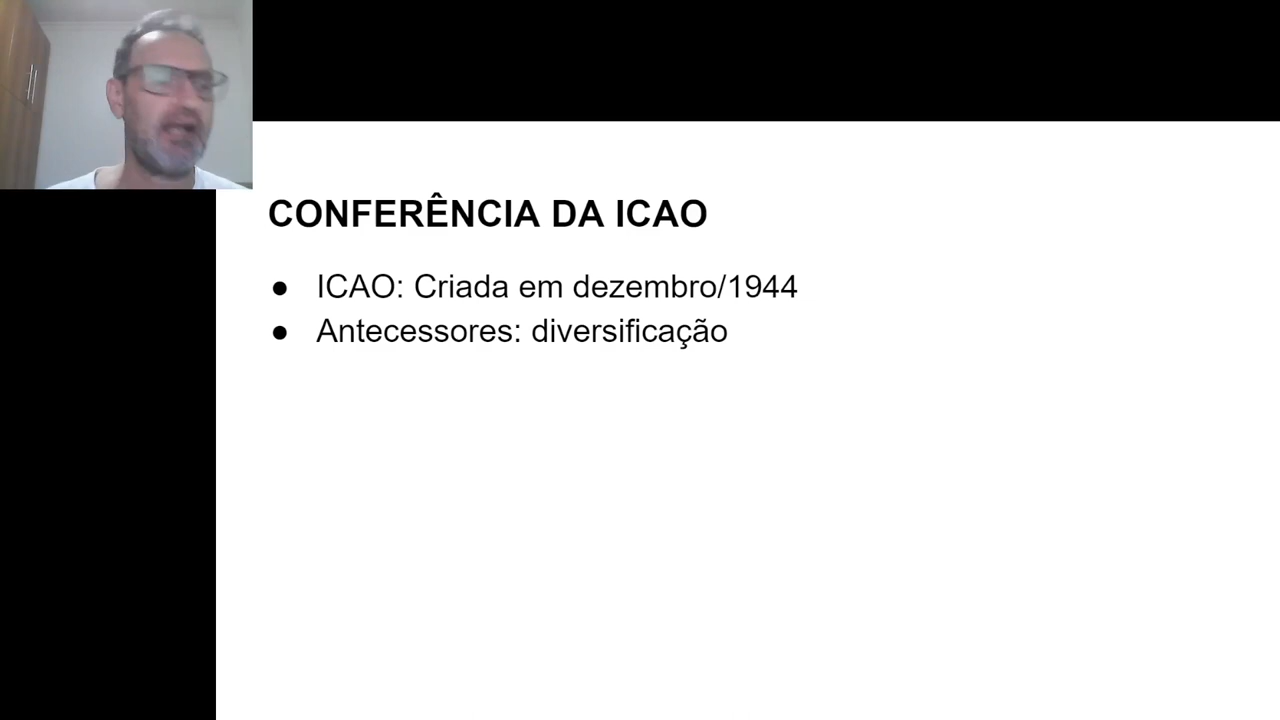 CONFERÊNCIA DA ICAO
● ICAO: Criada em dezembro/1944
● Antecessores: diversificação